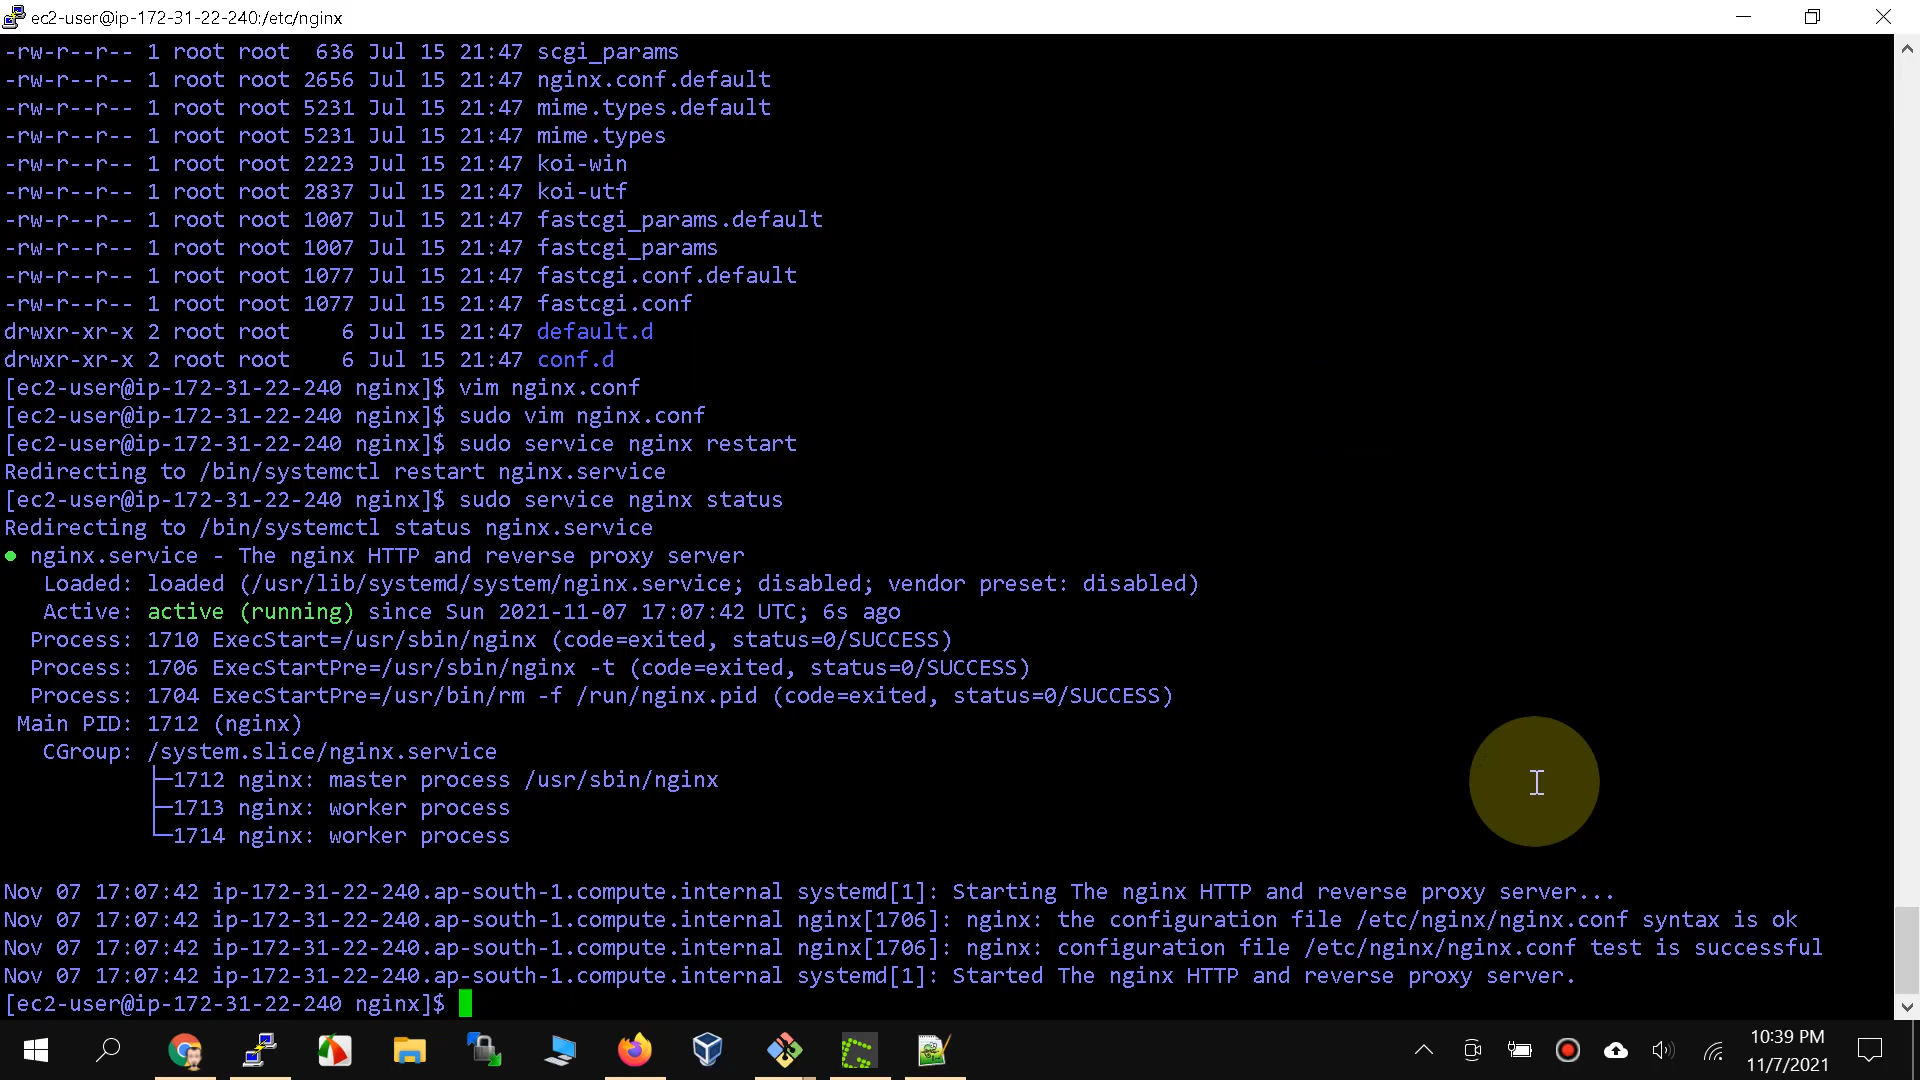 ec2-user@ip-172-31-22-240:/etc/nginx
-rw-r--r-- 1 root root  636 Jul 15 21:47 scgi_params
-rw-r--r-- 1 root root 2656 Jul 15 21:47 nginx.conf.default
-rw-r--r-- 1 root root 5231 Jul 15 21:47 mime.types.default
-rw-r--r-- 1 root root 5231 Jul 15 21:47 mime.types
-rw-r--r-- 1 root root 2223 Jul 15 21:47 koi-win
-rw-r--r-- 1 root root 2837 Jul 15 21:47 koi-utf
-rw-r--r-- 1 root root 1007 Jul 15 21:47 fastcgi_params.default
-rw-r--r-- 1 root root 1007 Jul 15 21:47 fastcgi_params
-rw-r--r-- 1 root root 1077 Jul 15 21:47 fastcgi.conf.default
-rw-r--r-- 1 root root 1077 Jul 15 21:47 fastcgi.conf
drwxr-xr-x 2 root root    6 Jul 15 21:47 default.d
drwxr-xr-x 2 root root    6 Jul 15 21:47 conf.d
[ec2-user@ip-172-31-22-240 nginx]$ vim nginx.conf
[ec2-user@ip-172-31-22-240 nginx]$ sudo vim nginx.conf
[ec2-user@ip-172-31-22-240 nginx]$ sudo service nginx restart
Redirecting to /bin/systemctl restart nginx.service
[ec2-user@ip-172-31-22-240 nginx]$ sudo service nginx status
Redirecting to /bin/systemctl status nginx.service
● nginx.service - The nginx HTTP and reverse proxy server
   Loaded: loaded (/usr/lib/systemd/system/nginx.service; disabled; vendor preset: disabled)
   Active: active (running) since Sun 2021-11-07 17:07:42 UTC; 6s ago
  Process: 1710 ExecStart=/usr/sbin/nginx (code=exited, status=0/SUCCESS)
  Process: 1706 ExecStartPre=/usr/sbin/nginx -t (code=exited, status=0/SUCCESS)
  Process: 1704 ExecStartPre=/usr/bin/rm -f /run/nginx.pid (code=exited, status=0/SUCCESS)
 Main PID: 1712 (nginx)
   CGroup: /system.slice/nginx.service
           ├─1712 nginx: master process /usr/sbin/nginx
           ├─1713 nginx: worker process
           └─1714 nginx: worker process
Nov 07 17:07:42 ip-172-31-22-240.ap-south-1.compute.internal systemd[1]: Starting The nginx HTTP and reverse proxy server...
Nov 07 17:07:42 ip-172-31-22-240.ap-south-1.compute.internal nginx[1706]: nginx: the configuration file /etc/nginx/nginx.conf syntax is ok
Nov 07 17:07:42 ip-172-31-22-240.ap-south-1.compute.internal nginx[1706]: nginx: configuration file /etc/nginx/nginx.conf test is successful
Nov 07 17:07:42 ip-172-31-22-240.ap-south-1.compute.internal systemd[1]: Started The nginx HTTP and reverse proxy server.
[ec2-user@ip-172-31-22-240 nginx]$
10:39 PM
11/7/2021